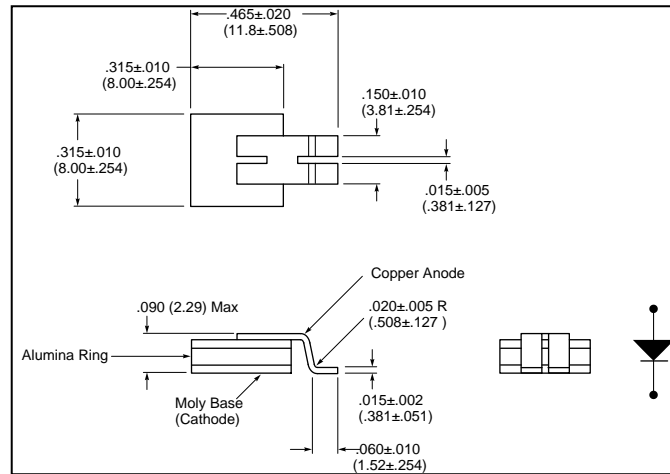 .465±.020
(11.8±.508)
.315±.010
(8.00±.254)
.150±.010
(3.81±.254)
.315±.010
(8.00±.254)
.015±.005
(.381±.127)
Copper Anode
.090 (2.29) Max
.020±.005 R
(.508±.127 )
Alumina Ring
Moly Base
(Cathode)
.015±.002
(.381±.051)
.060±.010
(1.52±.254)